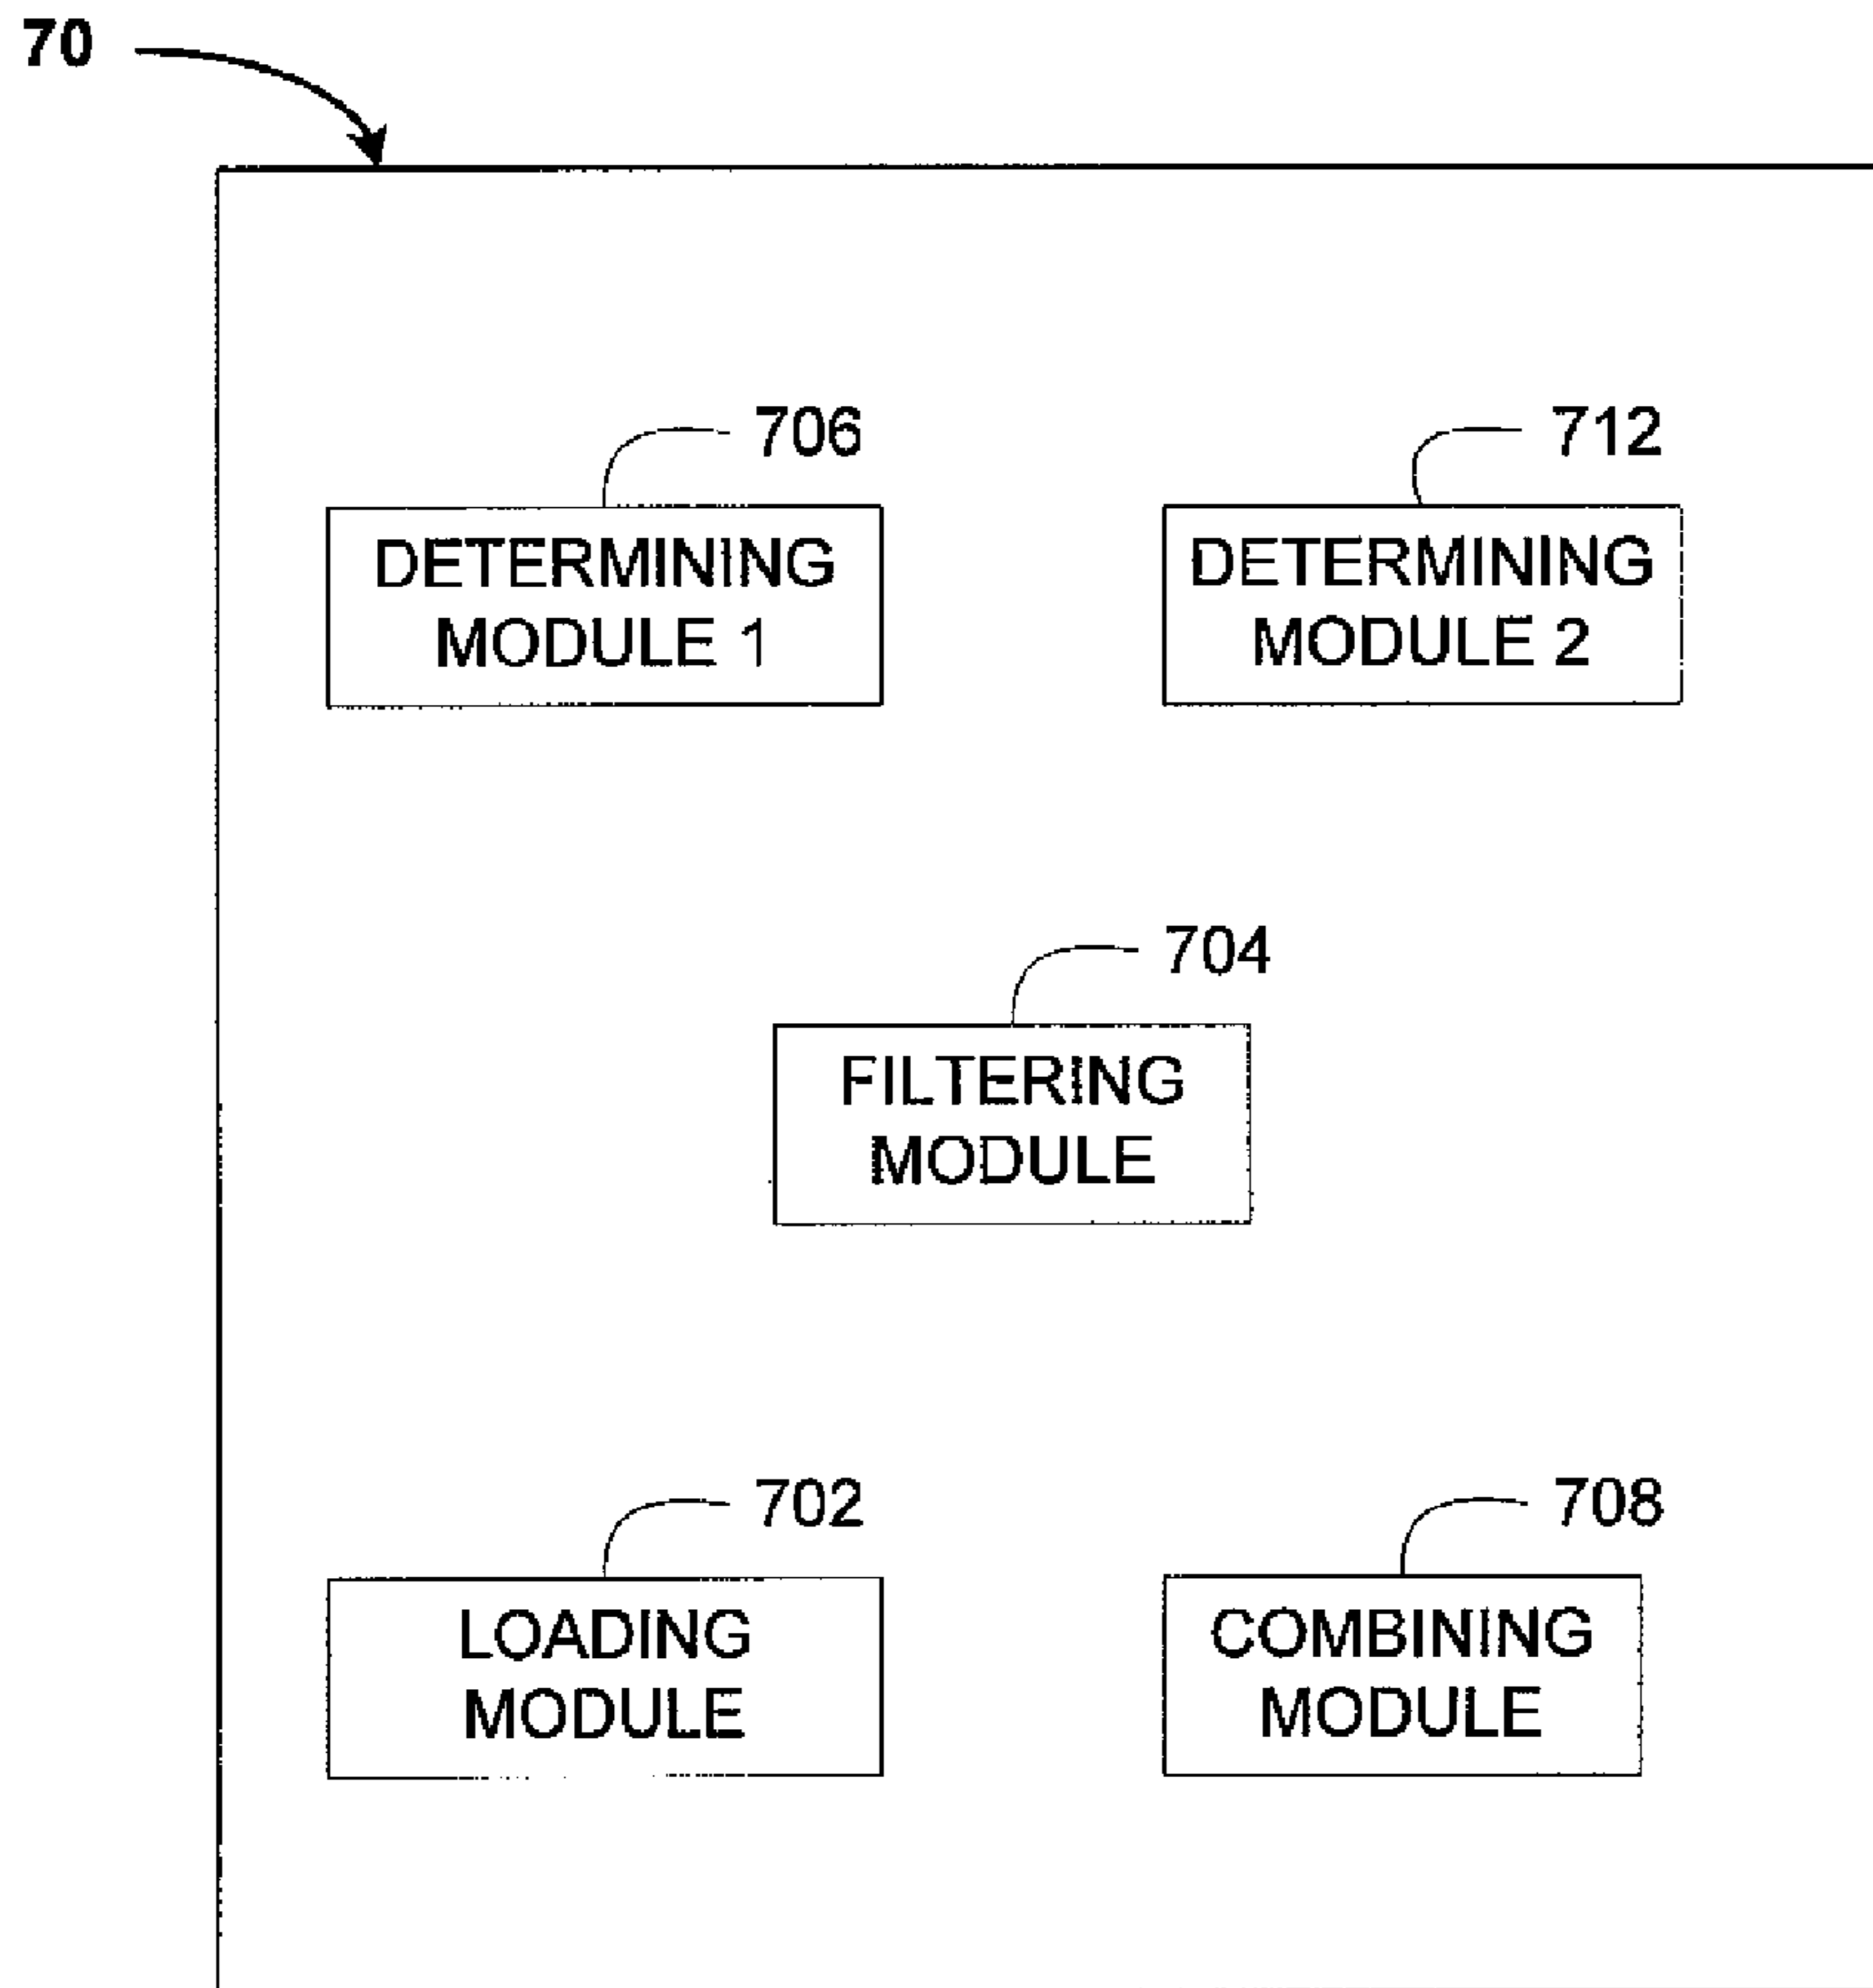 70
706
712
DETERMINING
MODULE 1
DETERMINING
MODULE 2
704
FILTERING
MODULE
702
708
LOADING
MODULE
COMBINING
MODULE